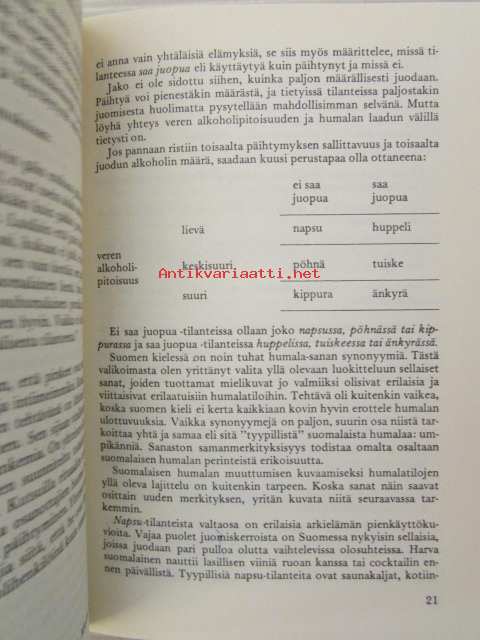 ei anna vain yhtäläisiä elämyksiä, se siis myös määrittelee, missä ti-
lanteessa saa juopua eli käyttäytyä kuin päihtynyt ja missä ei.
Jako ei ole sidottu siihen, kuinka paljon määrällisesti juodaan.
Päihtyä voi pienestäkin määrästä, ja tietyissä tilanteissa paljostakin
juomisesta huolimatta pysytellään mahdollisimman selvänä. Mutta
löyhä yhteys veren alkoholipitoisuuden ja humalan laadun välillä
tietysti on.
Jos pannaan ristiin toisaalta päihtymyksen sallittavuus ja toisaalta
juodun alkoholin määrä, saadaan kuusi perustapaa olla ottaneena:
ei saa juopua
saa juopua
lievä napsu huppeli
veren alkoholi-pitoisuus
keskisuuri pöhnä tuiske
suuri kippura änkyrä
Antikvariaatti.net
Ei saa juopua -tilanteissa ollaan joko napsussa, pöhnässä tai kip-
purassa ja saa juopua -tilanteissa huppelissa, tuiskeessa tai änkyrässä.
Suomen kielessä on noin tuhat humala-sanan synonyymiä. Tästä
valikoimasta olen yrittänyt valita yllä olevaan luokitteluun sellaiset
sanat, joiden tuottamat mielikuvat jo valmiiksi olisivat erilaisia ja
viittaisivat erilaatuisiin humalatiloihin. Tehtävä oli kuitenkin vaikea,
koska suomen kieli ei kerta kaikkiaan kovin hyvin erottele humalan
ulottuvuuksia. Vaikka synonyymejä on paljon, suurin osa niistä tar-
koittaa yhtä ja samaa eli sitä "tyypillistä" suomalaista humalaa: um-
pikänniä. Sanaston samanmerkityksisyys todistaa omalta osaltaan
suomalaisen humalan perinteistä erikoisuutta.
Suomalaisen humalan muuttumisen kuvaamiseksi humalatilojen
yllä oleva lajittelu on kuitenkin tarpeen. Koska sanat näin saavat
osittain uuden merkityksen, yritän kuvata niitä seuraavassa tar-
kemmin.
Napsu-tilanteista valtaosa on erilaisia arkielämän pienkäyttöku-
vioita. Vajaa puolet juomiskerroista on Suomessa nykyisin sellaisia,
joissa juodaan pari pulloa olutta vaihtelevissa olosuhteissa. Harva
suomalainen nauttii lasillisen viiniä ruoan kanssa tai cocktailin en-
nen päivällistä. Tyypillisiä napsu-tilanteita ovat saunakaljat, kotiin-
21